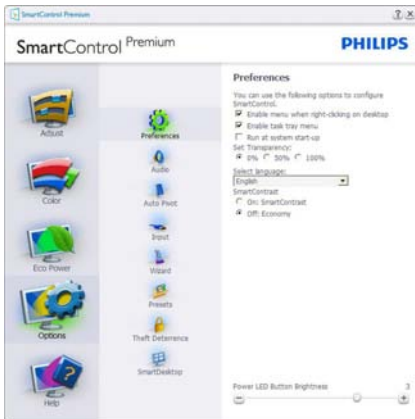 SmartControl Premium
SmartControl Premium
PHILIPS
Adjust
Color
Eco Power
Options
Help
Preferences
Audio
Auto Pivot
Input
Wizard
Presets
Theft Deterrence
SmartDesktop
Preferences
You can use the following options to configure
SmartControl.
Enable menu when right-clicking on desktop
Enable task tray menu
Run at system start-up
Set Transparency:
0% 50% 100%
Select language:
English
SmartContrast
On: SmartContrast
Off: Economy
Power LED Button Brightness 3